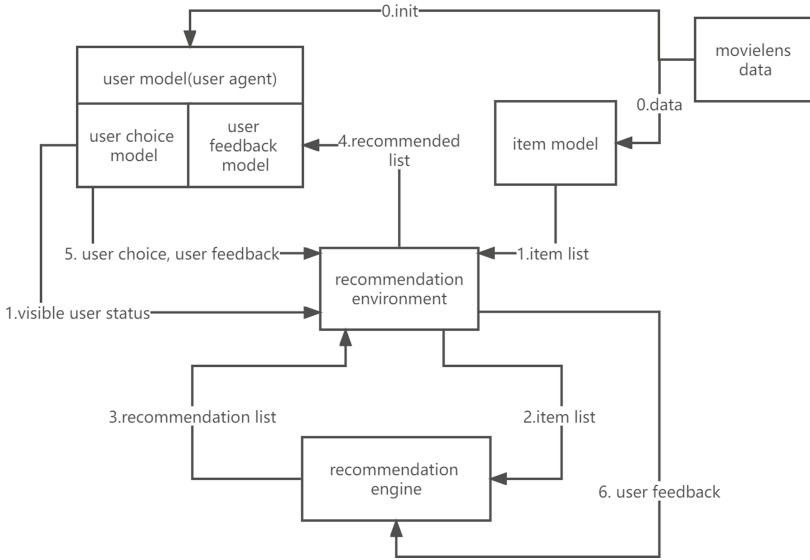 0.init
movielens
data
user model(user agent)
0.data
user choice
model
user
feedback
model
4.recommended
list
item model
5. user choice, user feedback
1.item list
recommendation
environment
1.visible user status
3.recommendation list
2.item list
recommendation
engine
6. user feedback